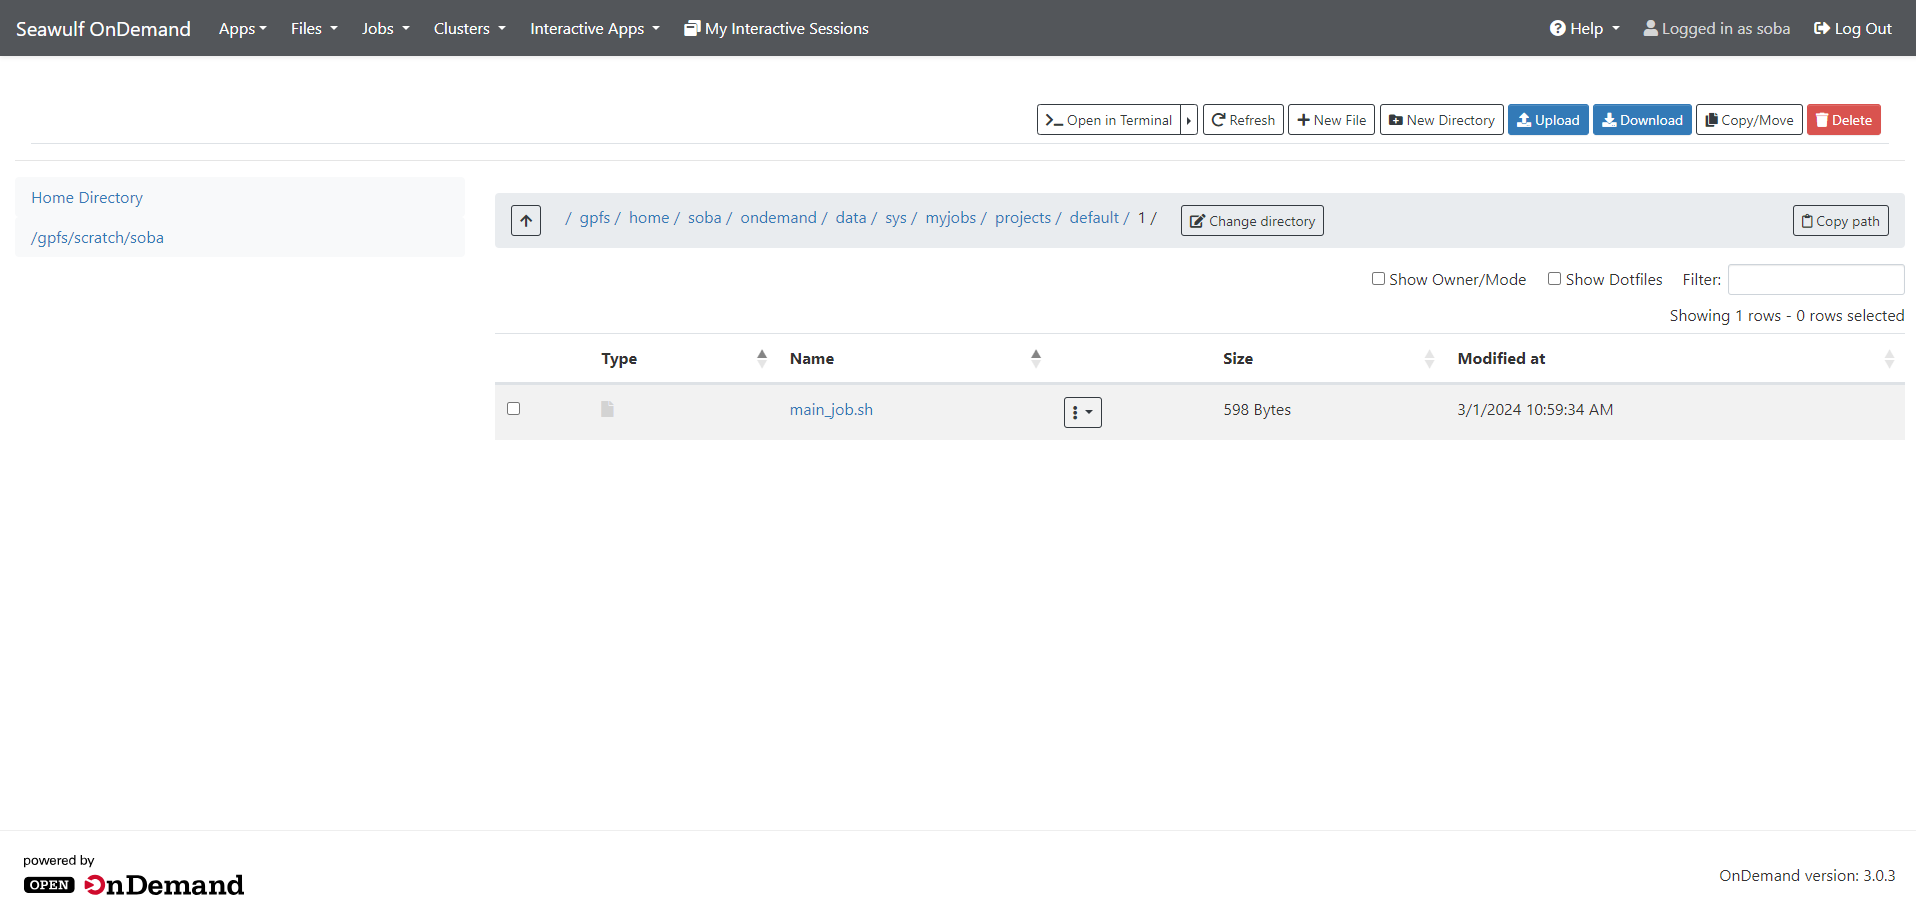 Seawulf OnDemand Apps Files Jobs Clusters Interactive Apps My Interactive Sessions Help Logged in as soba Log Out
Open in Terminal Refresh New File New Directory Upload Download Copy/Move Delete
Home Directory
/gpfs/scratch/soba
/ gpfs / home / soba / ondemand / data / sys / myjobs / projects / default / 1 / Change directory Copy path
Show Owner/Mode Show Dotfiles Filter:
Showing 1 rows - 0 rows selected
Type Name Size Modified at
main_job.sh 598 Bytes 3/1/2024 10:59:34 AM
powered by
OPEN OnDemand
OnDemand version: 3.0.3